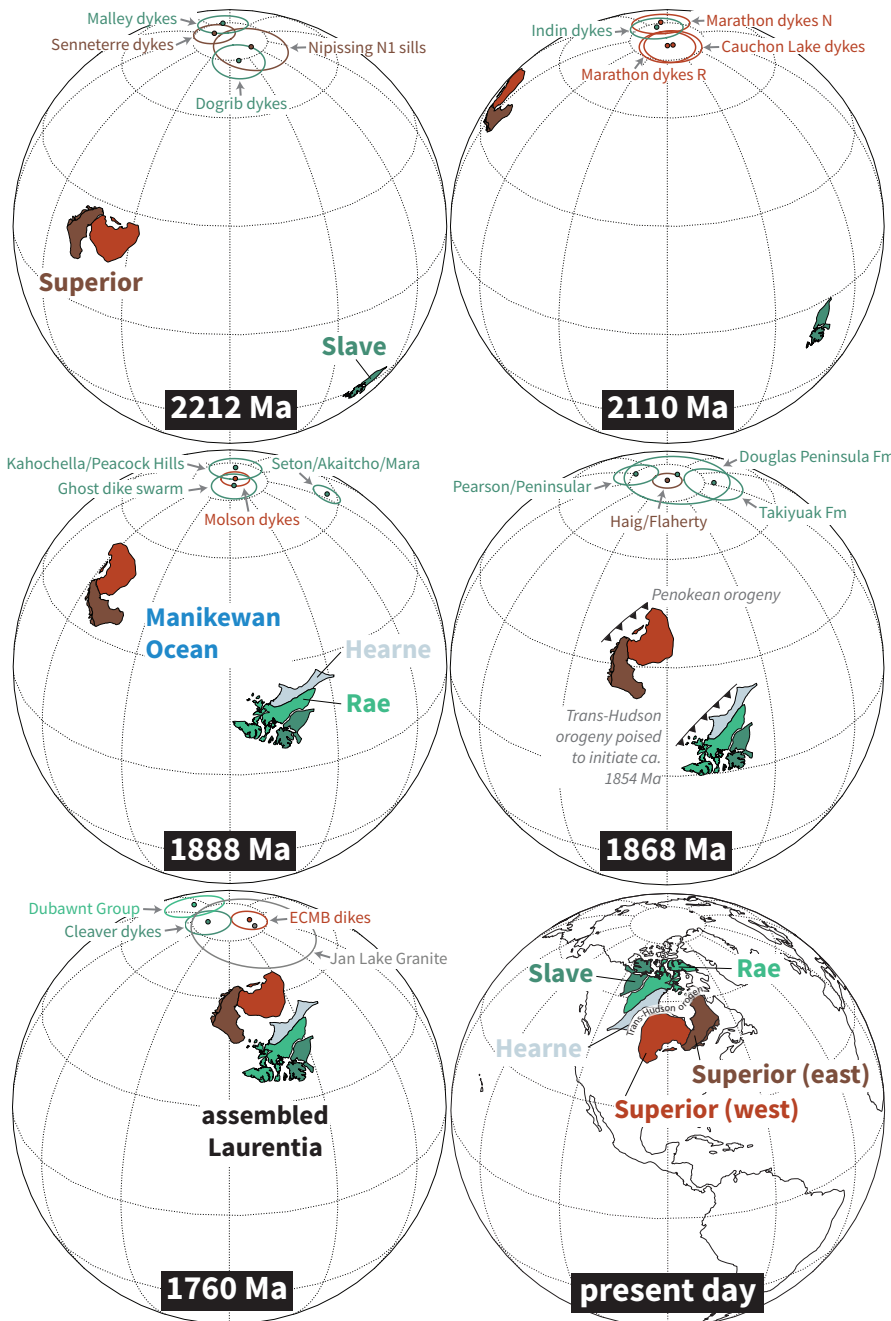 Malley dykes
Senneterre dykes
Nipissing N1 sills
Dogrib dykes
Superior
Slave
2212 Ma
Marathon dykes N
Indin dykes
Cauchon Lake dykes
Marathon dykes R
2110 Ma
Kahochella/Peacock Hills
Seton/Akaitcho/Mara
Ghost dike swarm
Molson dykes
Manikewan
Ocean
Hearne
Rae
1888 Ma
Douglas Peninsula Fm
Pearson/Peninsular
Takiyuak Fm
Haig/Flaherty
Penokean orogeny
Trans-Hudson
orogeny poised
to initiate ca.
1854 Ma
1868 Ma
Dubawnt Group
ECMB dikes
Cleaver dykes
Jan Lake Granite
assembled
Laurentia
1760 Ma
Slave
Rae
Trans-Hudson orogen
Hearne
Superior (east)
Superior (west)
present day